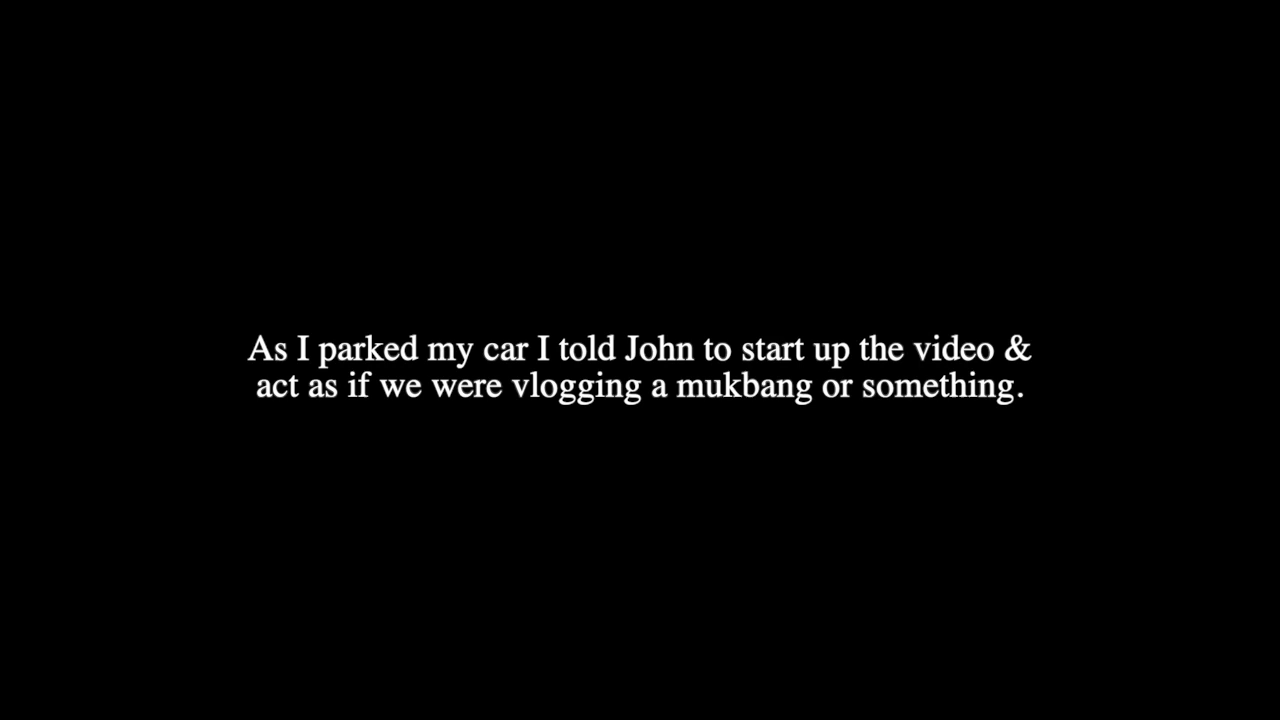 As I parked my car I told John to start up the video &
act as if we were vlogging a mukbang or something.